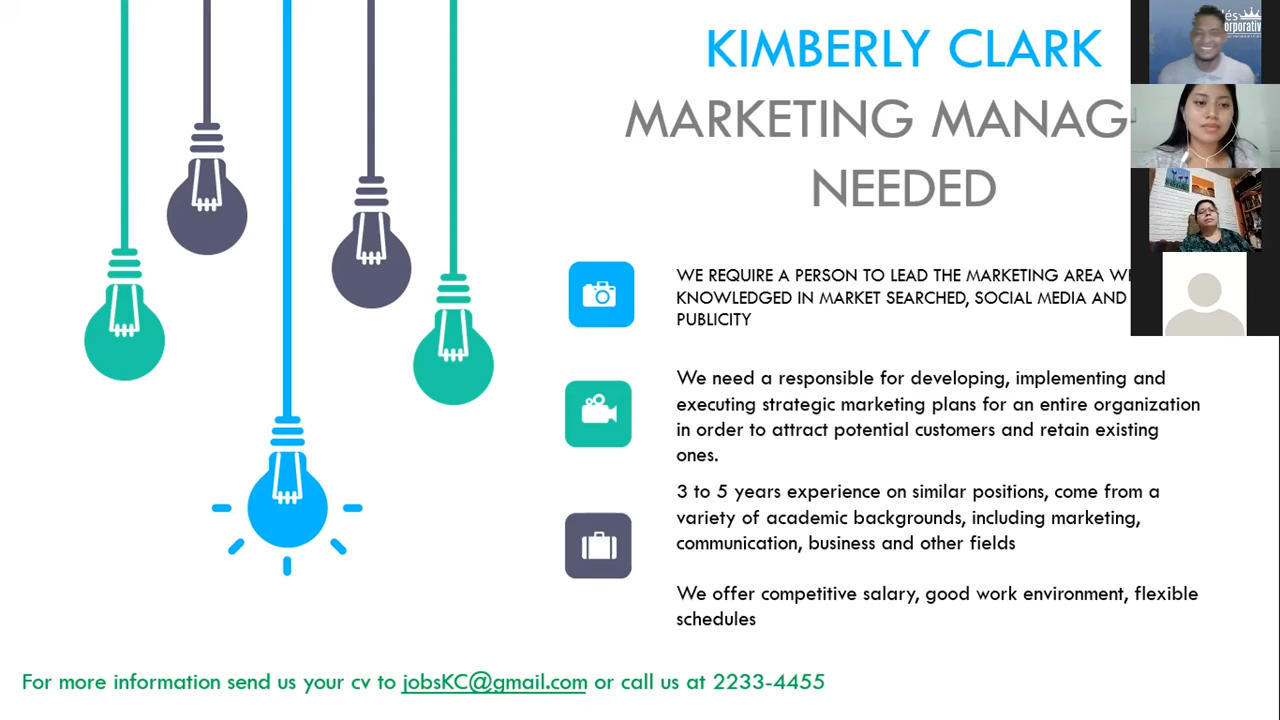 KIMBERLY CLARK
MARKETING MANAG
NEEDED
WE REQUIRE A PERSON TO LEAD THE MARKETING AREA WI
KNOWLEDGED IN MARKET SEARCHED, SOCIAL MEDIA AND
PUBLICITY
We need a responsible for developing, implementing and
executing strategic marketing plans for an entire organization
in order to attract potential customers and retain existing
ones.
3 to 5 years experience on similar positions, come from a
variety of academic backgrounds, including marketing,
communication, business and other fields
We offer competitive salary, good work environment, flexible
schedules
For more information send us your cv to jobsKC@gmail.com or call us at 2233-4455